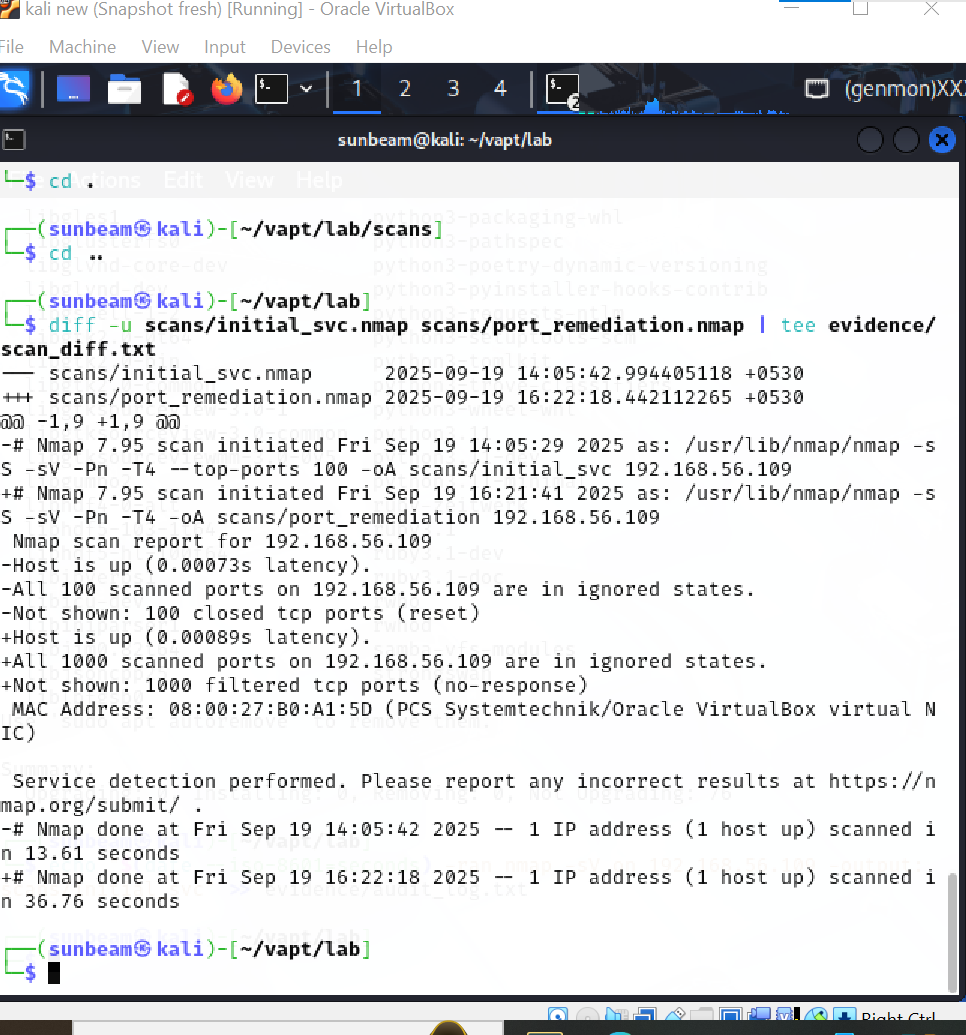 kali new (Snapshot fresh) [Running] - Oracle VirtualBox
File Machine View Input Devices Help
1 2 3 4 2 (genmon)XX
sunbeam@kali: ~/vapt/lab
Actions Edit View Help
└─$ cd .
┌──(sunbeam㉿kali)-[~/vapt/lab/scans]
└─$ cd ..
┌──(sunbeam㉿kali)-[~/vapt/lab]
└─$ diff -u scans/initial_svc.nmap scans/port_remediation.nmap | tee evidence/
scan_diff.txt
--- scans/initial_svc.nmap 2025-09-19 14:05:42.994405118 +0530
+++ scans/port_remediation.nmap 2025-09-19 16:22:18.442112265 +0530
@@ -1,9 +1,9 @@
-# Nmap 7.95 scan initiated Fri Sep 19 14:05:29 2025 as: /usr/lib/nmap/nmap -s
S -sV -Pn -T4 --top-ports 100 -oA scans/initial_svc 192.168.56.109
+# Nmap 7.95 scan initiated Fri Sep 19 16:21:41 2025 as: /usr/lib/nmap/nmap -s
S -sV -Pn -T4 -oA scans/port_remediation 192.168.56.109
 Nmap scan report for 192.168.56.109
-Host is up (0.00073s latency).
-All 100 scanned ports on 192.168.56.109 are in ignored states.
-Not shown: 100 closed tcp ports (reset)
+Host is up (0.00089s latency).
+All 1000 scanned ports on 192.168.56.109 are in ignored states.
+Not shown: 1000 filtered tcp ports (no-response)
 MAC Address: 08:00:27:B0:A1:5D (PCS Systemtechnik/Oracle VirtualBox virtual N
IC)
 Service detection performed. Please report any incorrect results at https://n
map.org/submit/ .
-# Nmap done at Fri Sep 19 14:05:42 2025 -- 1 IP address (1 host up) scanned i
n 13.61 seconds
+# Nmap done at Fri Sep 19 16:22:18 2025 -- 1 IP address (1 host up) scanned i
n 36.76 seconds
┌──(sunbeam㉿kali)-[~/vapt/lab]
└─$
Right Ctrl